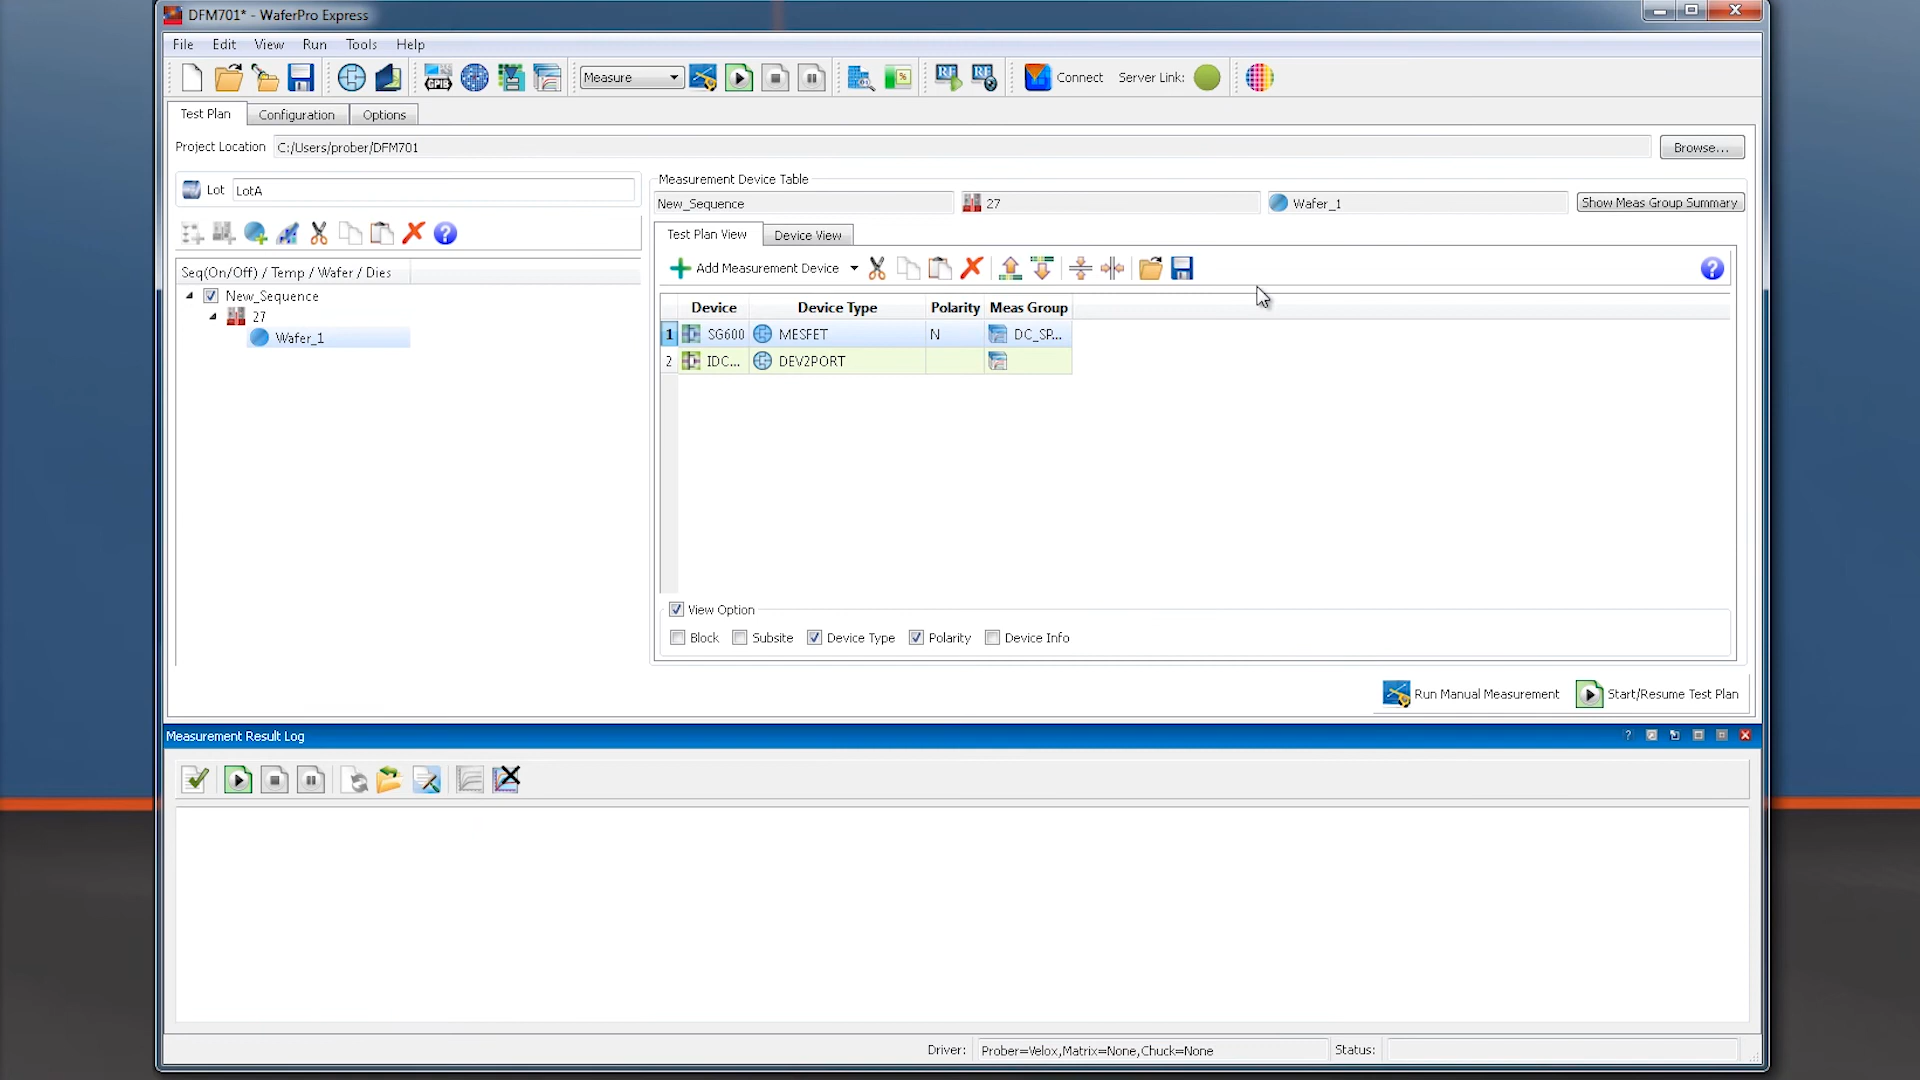 DFM701* - WaferPro Express
File Edit View Run Tools Help
GPIB Measure % RF RF Connect Server Link:
Test Plan Configuration Options
Project Location C:/Users/prober/DFM701 Browse...
Lot LotA
Measurement Device Table
New_Sequence 27 Wafer_1 Show Meas Group Summary
Test Plan View Device View
Add Measurement Device
Seq(On/Off) / Temp / Wafer / Dies
New_Sequence
27
Wafer_1
Device Device Type Polarity Meas Group
1 SG600 MESFET N DC_SP...
2 IDC... DEV2PORT
View Option
Block Subsite Device Type Polarity Device Info
Run Manual Measurement Start/Resume Test Plan
Measurement Result Log
Driver: Prober=Velox,Matrix=None,Chuck=None Status: